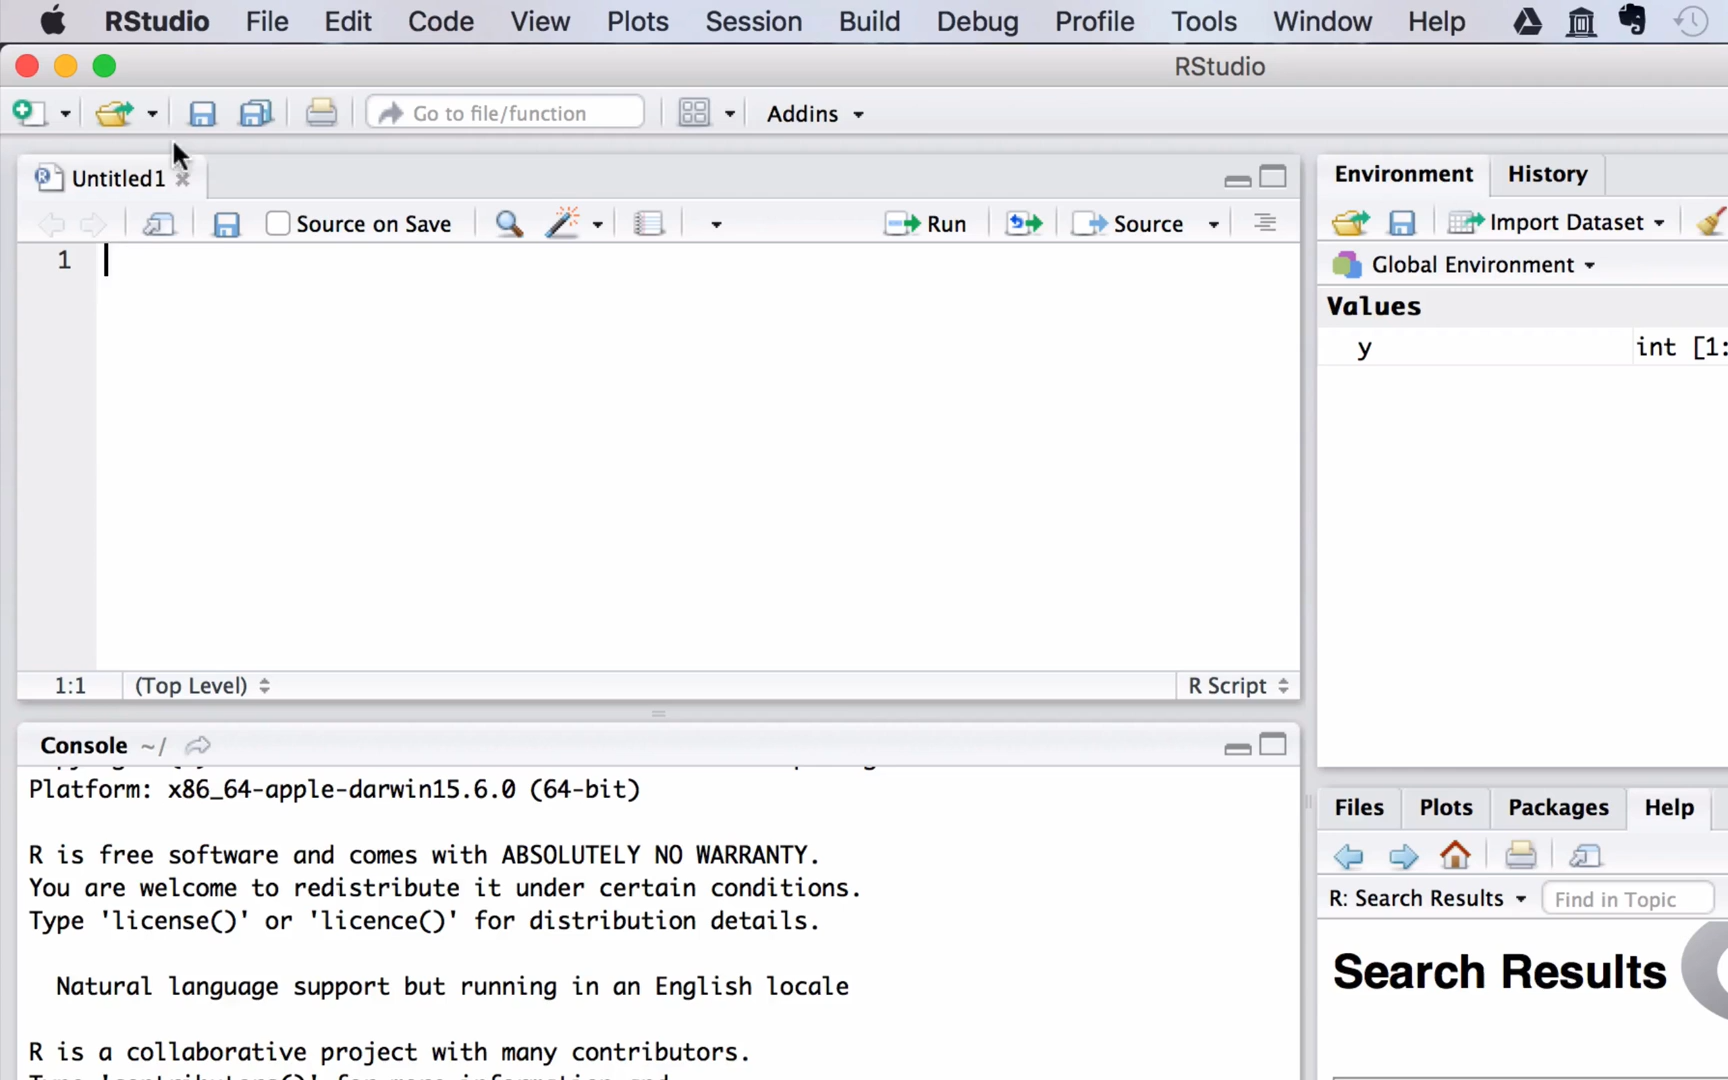 RStudio File Edit Code View Plots Session Build Debug Profile Tools Window Help
RStudio
Go to file/function Addins
Untitled1
Source on Save Run Source
1
1:1 (Top Level) R Script
Console ~/
Platform: x86_64-apple-darwin15.6.0 (64-bit)
R is free software and comes with ABSOLUTELY NO WARRANTY.
You are welcome to redistribute it under certain conditions.
Type 'license()' or 'licence()' for distribution details.
Natural language support but running in an English locale
R is a collaborative project with many contributors.
Environment History
Import Dataset
Global Environment
Values
y int [1:
Files Plots Packages Help
R: Search Results Find in Topic
Search Results